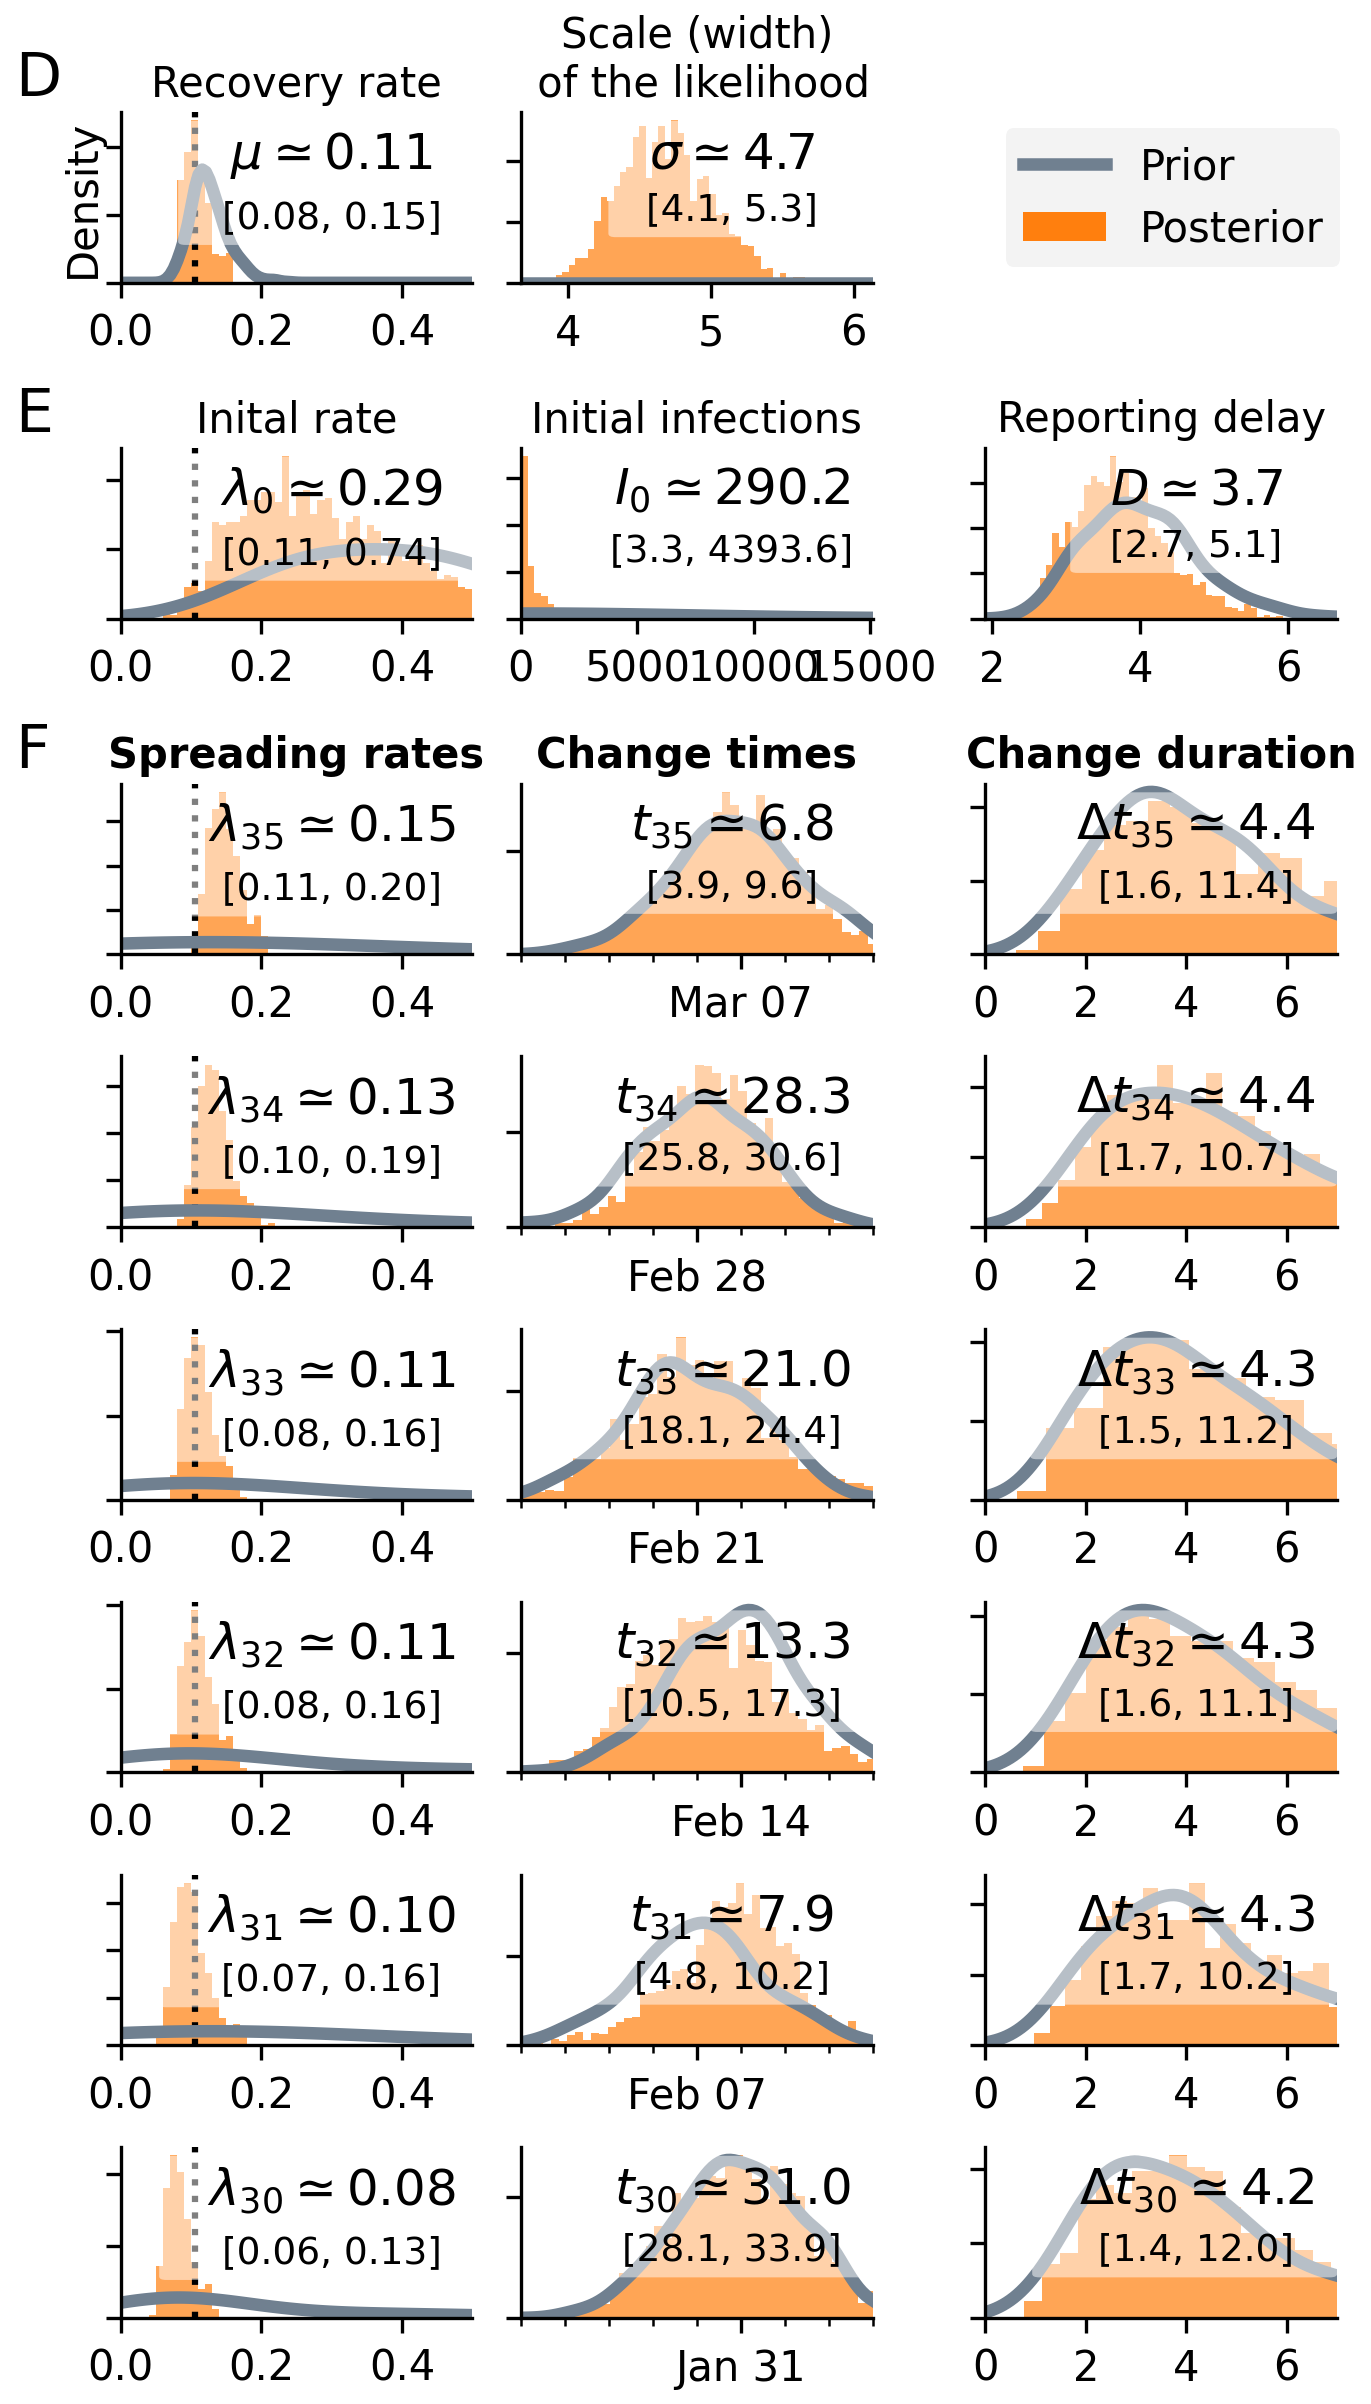 D
Recovery rate
Scale (width)
of the likelihood
Density
μ ≃ 0.11
[0.08, 0.15]
σ ≃ 4.7
[4.1, 5.3]
Prior
Posterior
0.0 0.2 0.4
4 5 6
E
Inital rate
Initial infections
Reporting delay
λ0 ≃ 0.29
[0.11, 0.74]
I0 ≃ 290.2
[3.3, 4393.6]
D ≃ 3.7
[2.7, 5.1]
0.0 0.2 0.4
0 5000 10000 15000
2 4 6
F
Spreading rates
Change times
Change duration
λ35 ≃ 0.15
[0.11, 0.20]
t35 ≃ 6.8
[3.9, 9.6]
Δt35 ≃ 4.4
[1.6, 11.4]
0.0 0.2 0.4
Mar 07
0 2 4 6
λ34 ≃ 0.13
[0.10, 0.19]
t34 ≃ 28.3
[25.8, 30.6]
Δt34 ≃ 4.4
[1.7, 10.7]
0.0 0.2 0.4
Feb 28
0 2 4 6
λ33 ≃ 0.11
[0.08, 0.16]
t33 ≃ 21.0
[18.1, 24.4]
Δt33 ≃ 4.3
[1.5, 11.2]
0.0 0.2 0.4
Feb 21
0 2 4 6
λ32 ≃ 0.11
[0.08, 0.16]
t32 ≃ 13.3
[10.5, 17.3]
Δt32 ≃ 4.3
[1.6, 11.1]
0.0 0.2 0.4
Feb 14
0 2 4 6
λ31 ≃ 0.10
[0.07, 0.16]
t31 ≃ 7.9
[4.8, 10.2]
Δt31 ≃ 4.3
[1.7, 10.2]
0.0 0.2 0.4
Feb 07
0 2 4 6
λ30 ≃ 0.08
[0.06, 0.13]
t30 ≃ 31.0
[28.1, 33.9]
Δt30 ≃ 4.2
[1.4, 12.0]
0.0 0.2 0.4
Jan 31
0 2 4 6